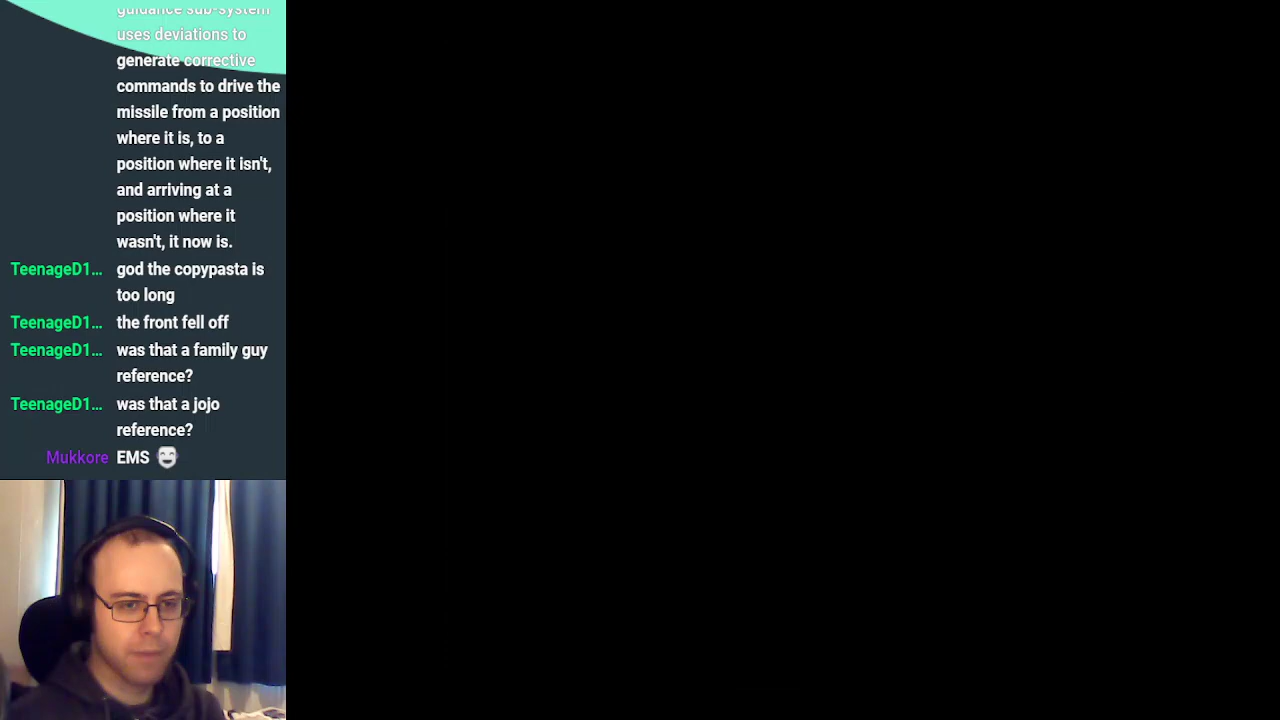 guidance sub-system
uses deviations to
generate corrective
commands to drive the
missile from a position
where it is, to a
position where it isn't,
and arriving at a
position where it
wasn't, it now is.
TeenageD1... god the copypasta is
too long
TeenageD1... the front fell off
TeenageD1... was that a family guy
reference?
TeenageD1... was that a jojo
reference?
Mukkore EMS